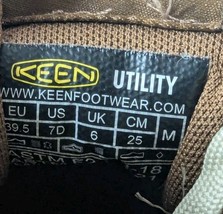 KEEN UTILITY
WWW.KEENFOOTWEAR.COM
EU US UK CM M
39.5 7D 6 25